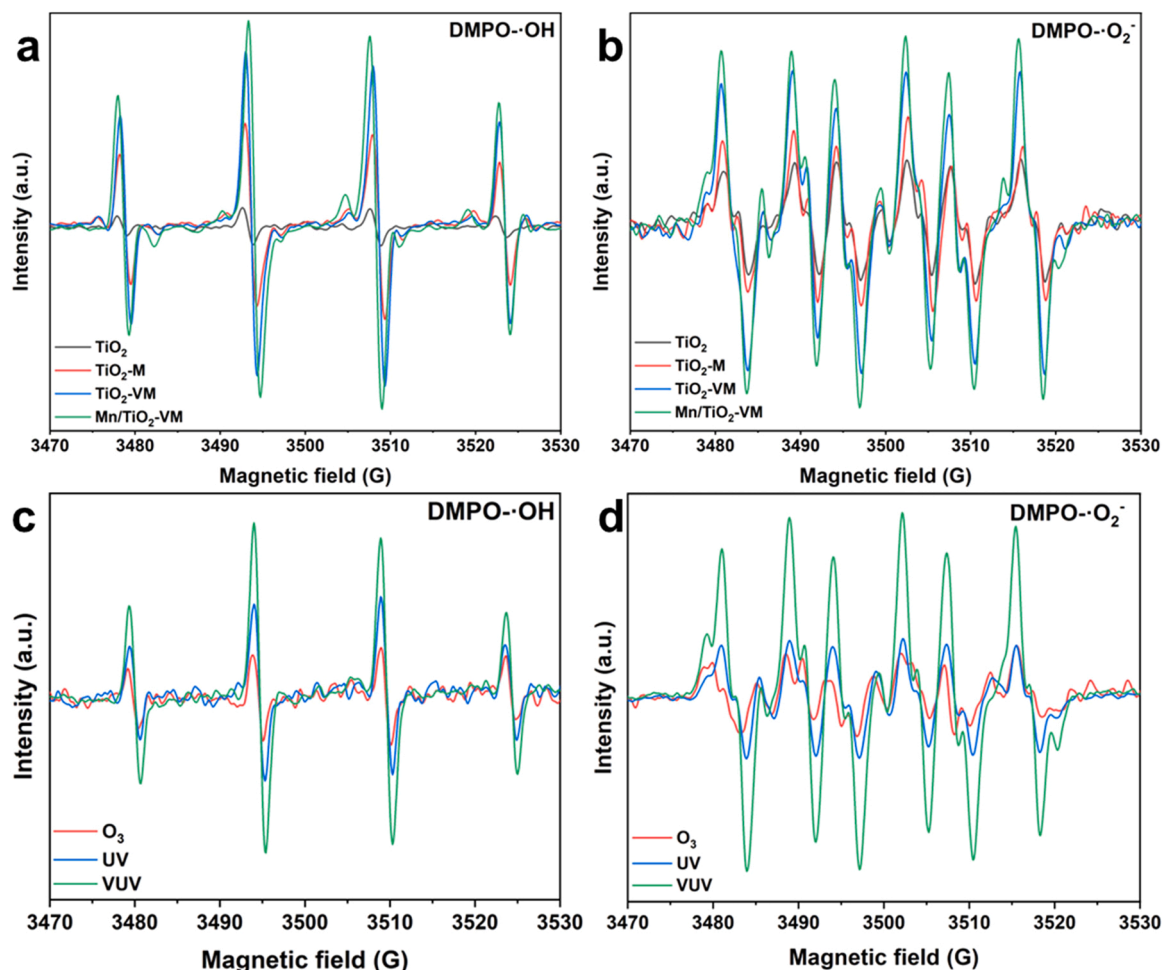 a
DMPO-·OH
Intensity (a.u.)
TiO₂
TiO₂-M
TiO₂-VM
Mn/TiO₂-VM
3470 3480 3490 3500 3510 3520 3530
Magnetic field (G)
b
DMPO-·O₂⁻
Intensity (a.u.)
TiO₂
TiO₂-M
TiO₂-VM
Mn/TiO₂-VM
3470 3480 3490 3500 3510 3520 3530
Magnetic field (G)
c
DMPO-·OH
Intensity (a.u.)
O₃
UV
VUV
3470 3480 3490 3500 3510 3520 3530
Magnetic field (G)
d
DMPO-·O₂⁻
Intensity (a.u.)
O₃
UV
VUV
3470 3480 3490 3500 3510 3520 3530
Magnetic field (G)